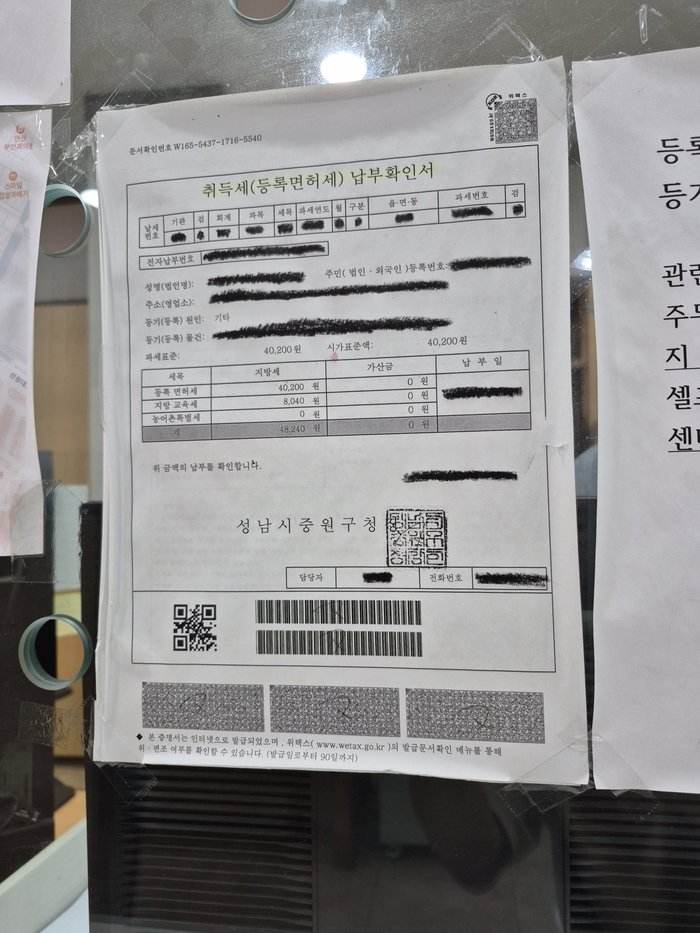 위택스
문서확인번호 W165-5437-1716-5540
취득세(등록면허세) 납부확인서
납세번호 기관 검 회계 과목 세목 과세연도 월 구분 읍·면·동 과세번호 검
전자납부번호
성명(법인명): 주민(법인·외국인)등록번호:
주소(영업소):
등기(등록) 원인: 기타
등기(등록) 물건:
과세표준: 40,200원 시가표준액: 40,200원
세목 지방세 가산금 납부일
등록 면허세 40,200 원 0 원
지방 교육세 8,040 원 0 원
농어촌특별세 0 원 0 원
계 48,240 원 0 원
위 금액의 납부를 확인합니다.
성남시중원구청
담당자 전화번호
◆ 본 증명서는 인터넷으로 발급되었으며, 위택스(www.wetax.go.kr)의 발급문서확인 메뉴를 통해
위·변조 여부를 확인할 수 있습니다. (발급일로부터 90일까지)
등록
등기
관련
주무
지
셀프
센터